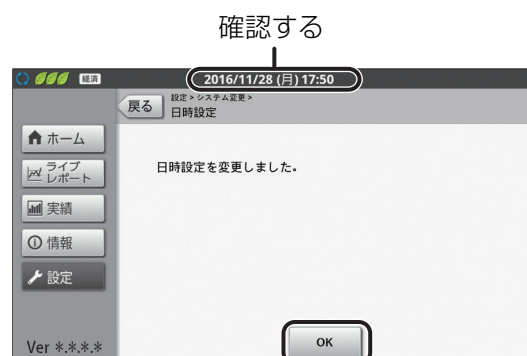 確認する
経済
2016/11/28 (月) 17:50
戻る
設定 > システム変更 >
日時設定
ホーム
ライブ
レポート
実績
情報
設定
日時設定を変更しました。
Ver *.*.*.*
OK